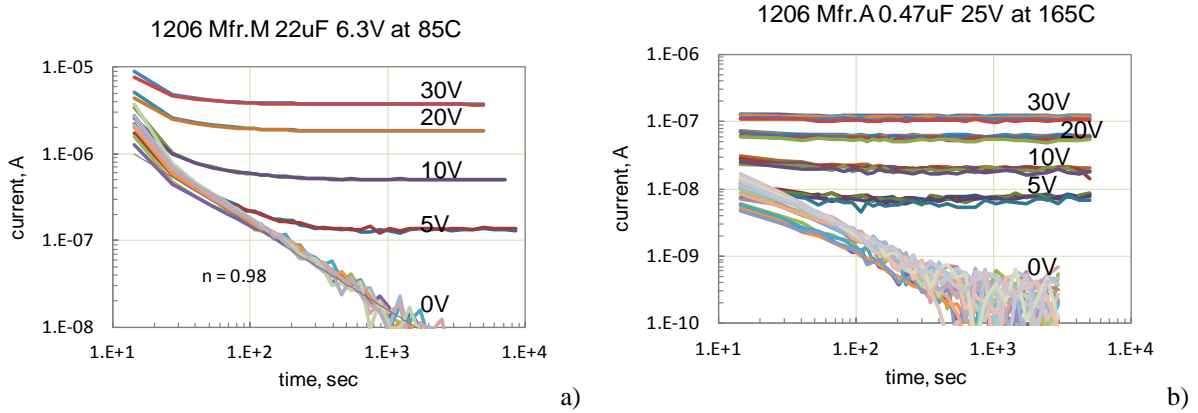 1206 Mfr.M 22uF 6.3V at 85C
1.E-05
1.E-06
1.E-07
1.E-08
current, A
30V
20V
10V
5V
n = 0.98
0V
1.E+1
1.E+2
1.E+3
1.E+4
time, sec
a)
1206 Mfr.A 0.47uF 25V at 165C
1.E-06
1.E-07
1.E-08
1.E-09
1.E-10
current, A
30V
20V
10V
5V
0V
1.E+1
1.E+2
1.E+3
1.E+4
time, sec
b)